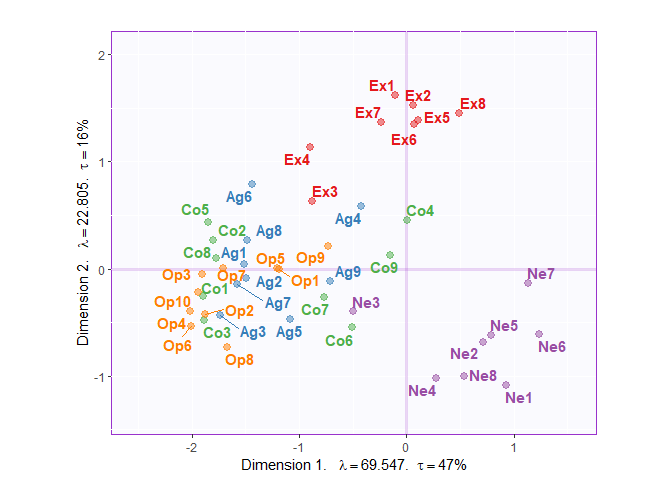 2
1
0
-1
-2
-1
0
1
Dimension 2. λ=22.805. τ=16%
Dimension 1. λ=69.547. τ=47%
Ex1
Ex2
Ex8
Ex7
Ex5
Ex6
Ex4
Ex3
Ag6
Co5
Co4
Ag4
Co2
Ag8
Co8
Ag1
Op5
Op9
Co9
Op3
Op7
Ag2
Op1
Ag9
Ne7
Co1
Op10
Ag7
Ne3
Op2
Co7
Op4
Co3
Ag3
Ag5
Co6
Ne5
Op6
Op8
Ne2
Ne6
Ne4
Ne8
Ne1